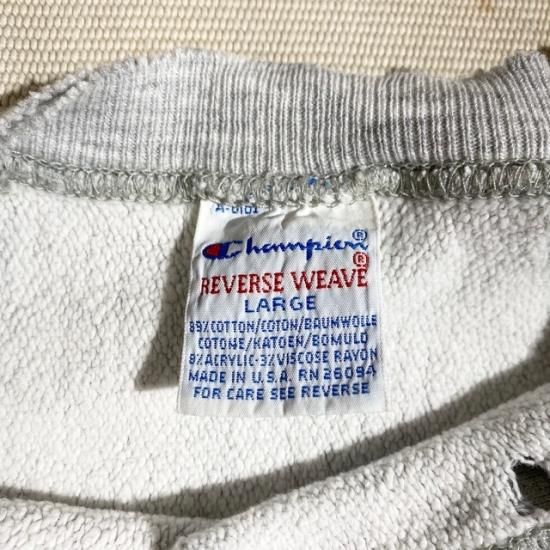 A-0101
Champion®
REVERSE WEAVE®
LARGE
89%COTTON/COTON/BAUMWOLLE
COTONE/KATOEN/BOMULD
8%ACRYLIC-3%VISCOSE RAYON
MADE IN U.S.A. RN 26094
FOR CARE SEE REVERSE